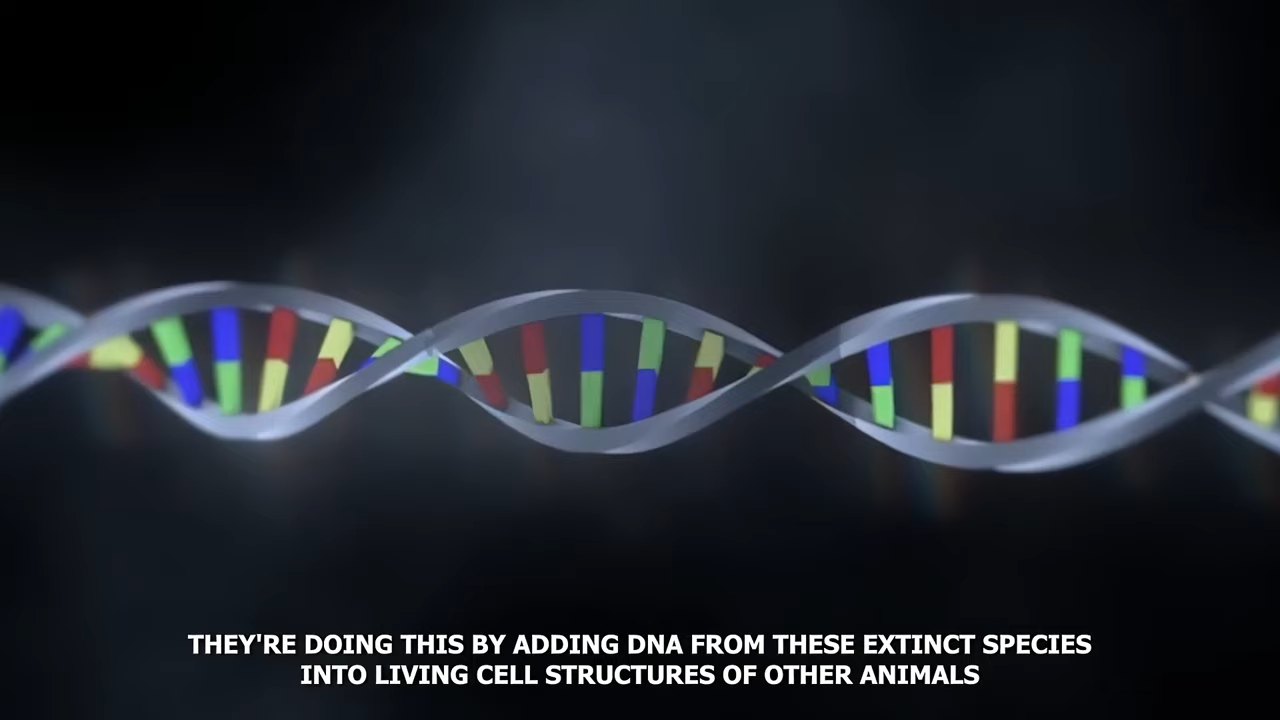 THEY'RE DOING THIS BY ADDING DNA FROM THESE EXTINCT SPECIES
INTO LIVING CELL STRUCTURES OF OTHER ANIMALS